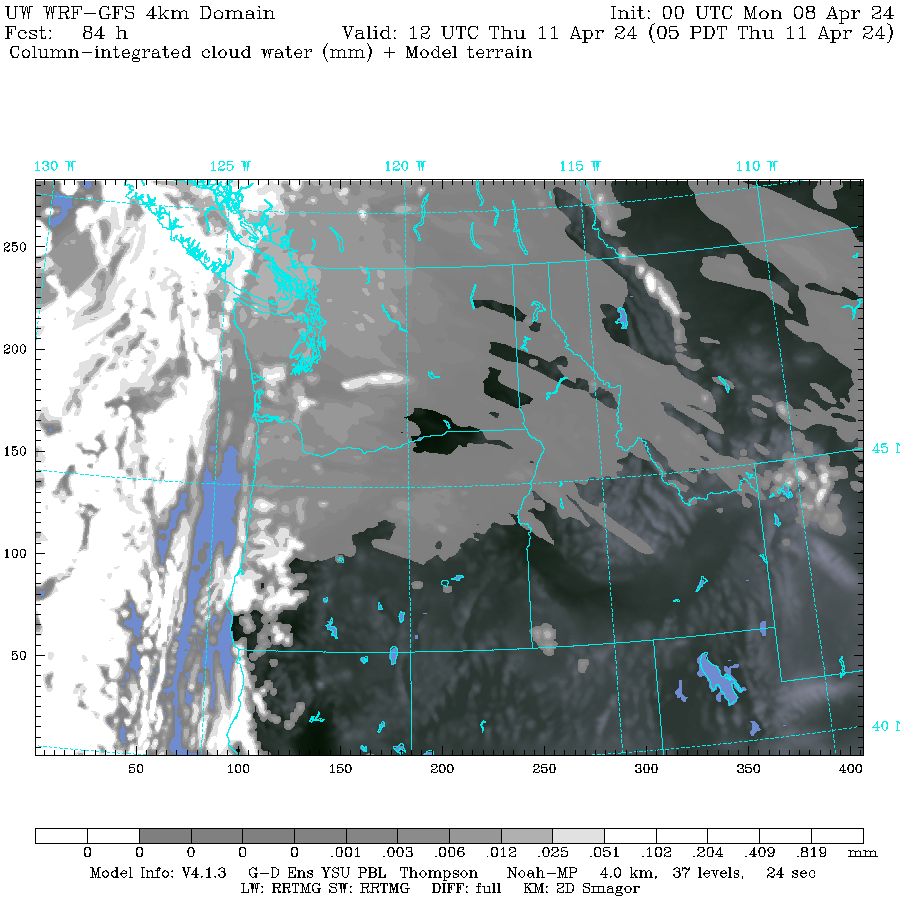 UW WRF-GFS 4km Domain Init: 00 UTC Mon 08 Apr 24
Fcst: 84 h Valid: 12 UTC Thu 11 Apr 24 (05 PDT Thu 11 Apr 24)
Column-integrated cloud water (mm) + Model terrain
130 W 125 W 120 W 115 W 110 W
250
200
150 45 N
100
50
40 N
50 100 150 200 250 300 350 400
0 0 0 0 0 .001 .003 .006 .012 .025 .051 .102 .204 .409 .819 mm
Model Info: V4.1.3 G-D Ens YSU PBL Thompson Noah-MP 4.0 km, 37 levels, 24 sec
LW: RRTMG SW: RRTMG DIFF: full KM: 2D Smagor